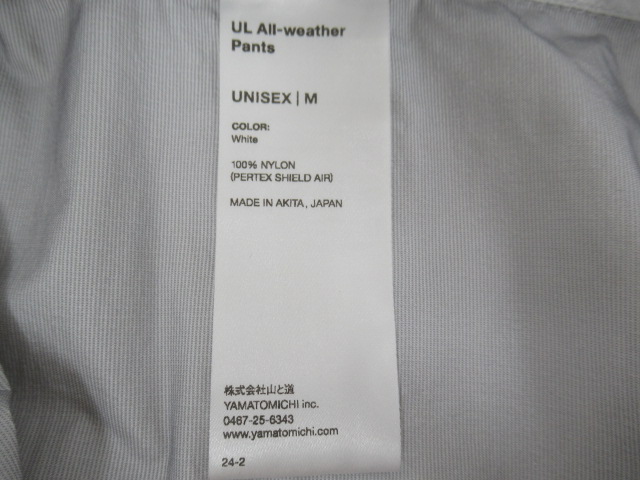 UL All-weather
Pants
UNISEX | M
COLOR:
White
100% NYLON
(PERTEX SHIELD AIR)
MADE IN AKITA, JAPAN
株式会社山と道
YAMATOMICHI inc.
0467-25-6343
www.yamatomichi.com
24-2